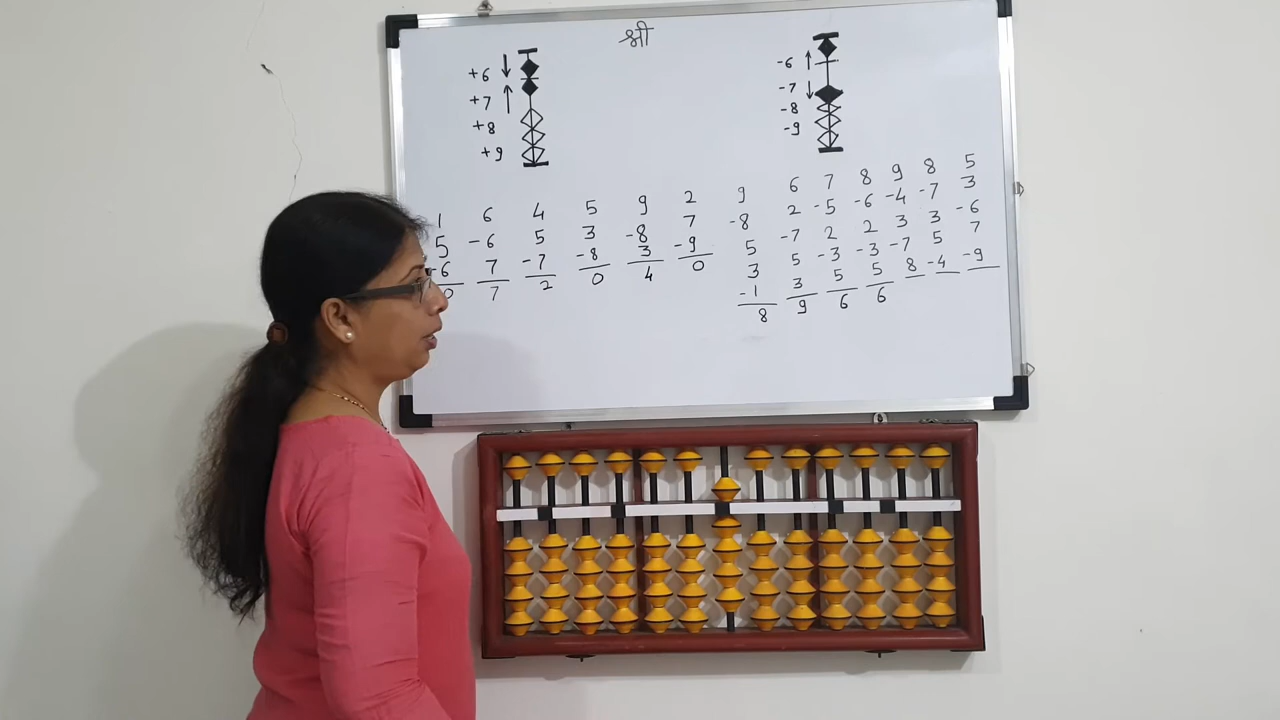 श्री
+6
+7
+8
+9
-6
-7
-8
-9
1 6 4 5 9 2
5 -6 5 3 -8 7
-6 7 -7 -8 3 -9
0 7 2 0 4 0
9 6 7 8 9 8 5
-8 2 -5 -6 -4 -7 3
5 -7 2 2 3 3 -6
3 5 -3 -3 -7 5 7
-1 3 5 5 8 -4 -9
8 9 6 6